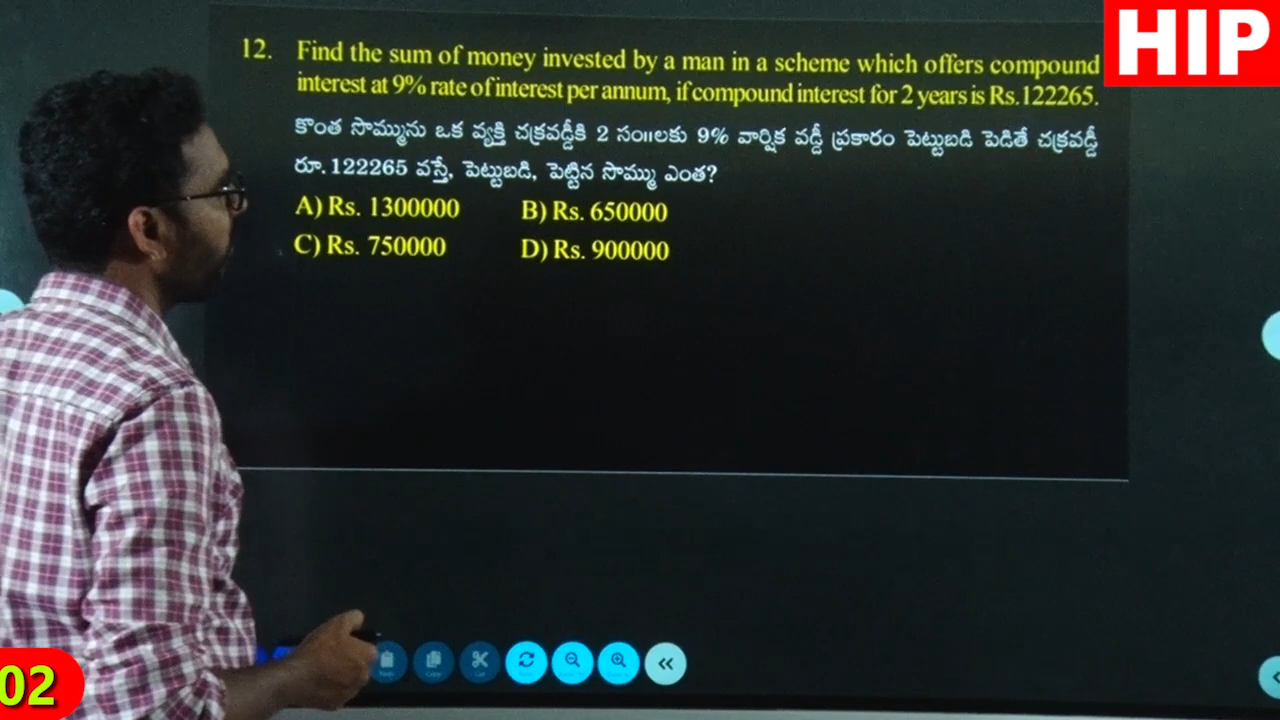 HIP
12. Find the sum of money invested by a man in a scheme which offers compound
interest at 9% rate of interest per annum, if compound interest for 2 years is Rs.122265.
కొంత సొమ్మును ఒక వ్యక్తి చక్రవడ్డీకి 2 సం॥లకు 9% వార్షిక వడ్డీ ప్రకారం పెట్టుబడి పెడితే చక్రవడ్డీ
రూ.122265 వస్తే, పెట్టుబడి, పెట్టిన సొమ్ము ఎంత?
A) Rs. 1300000 B) Rs. 650000
C) Rs. 750000 D) Rs. 900000
Copy Cut
02